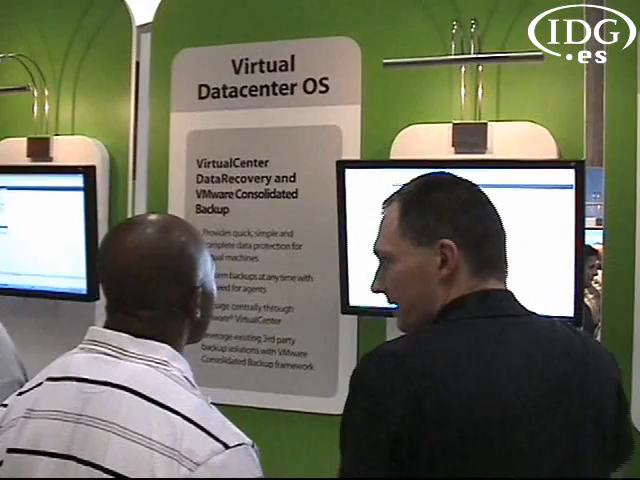 IDG
.es
Virtual
Datacenter OS
VirtualCenter
DataRecovery and
VMware Consolidated
Backup
Provides quick, simple and
complete data protection for
machines
backups at any time with
for agents
centrally through
VirtualCenter
existing 3rd party
backup solutions with VMware
Consolidated Backup framework